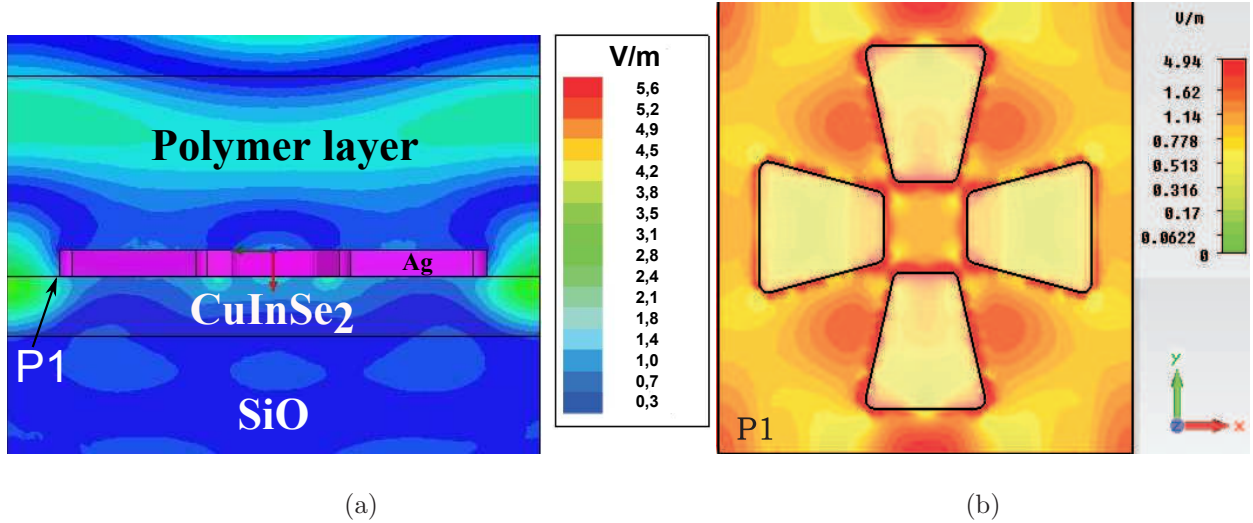 Polymer layer
Ag
CuInSe2
P1
SiO
V/m
5,6
5,2
4,9
4,5
4,2
3,8
3,5
3,1
2,8
2,4
2,1
1,8
1,4
1,0
0,7
0,3
P1
V/m
4.94
1.62
1.14
0.778
0.513
0.316
0.17
0.0622
0
Y
Z
X
(a)
(b)